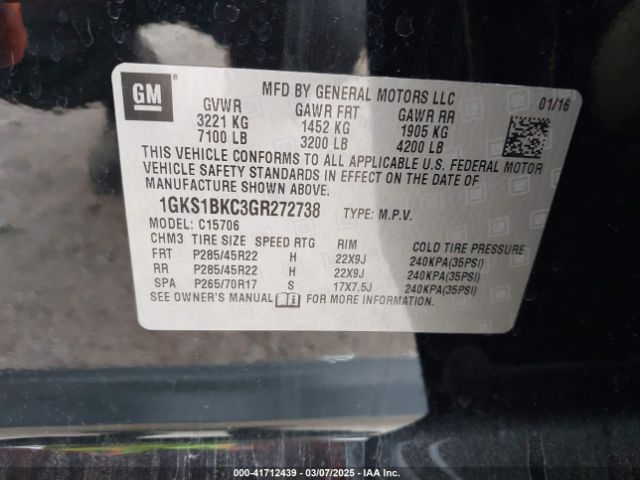 GM
MFD BY GENERAL MOTORS LLC 01/16
GVWR GAWR FRT GAWR RR
3221 KG 1452 KG 1905 KG
7100 LB 3200 LB 4200 LB
THIS VEHICLE CONFORMS TO ALL APPLICABLE U.S. FEDERAL MOTOR
VEHICLE SAFETY STANDARDS IN EFFECT ON THE DATE OF
MANUFACTURE SHOWN ABOVE.
1GKS1BKC3GR272738 TYPE: M.P.V.
MODEL: C15706
CHM3 TIRE SIZE SPEED RTG RIM COLD TIRE PRESSURE
FRT P285/45R22 H 22X9J 240KPA(35PSI)
RR P285/45R22 H 22X9J 240KPA(35PSI)
SPA P265/70R17 S 17X7.5J 240KPA(35PSI)
SEE OWNER'S MANUAL FOR MORE INFORMATION.
000-41712439 - 03/07/2025 - IAA Inc.